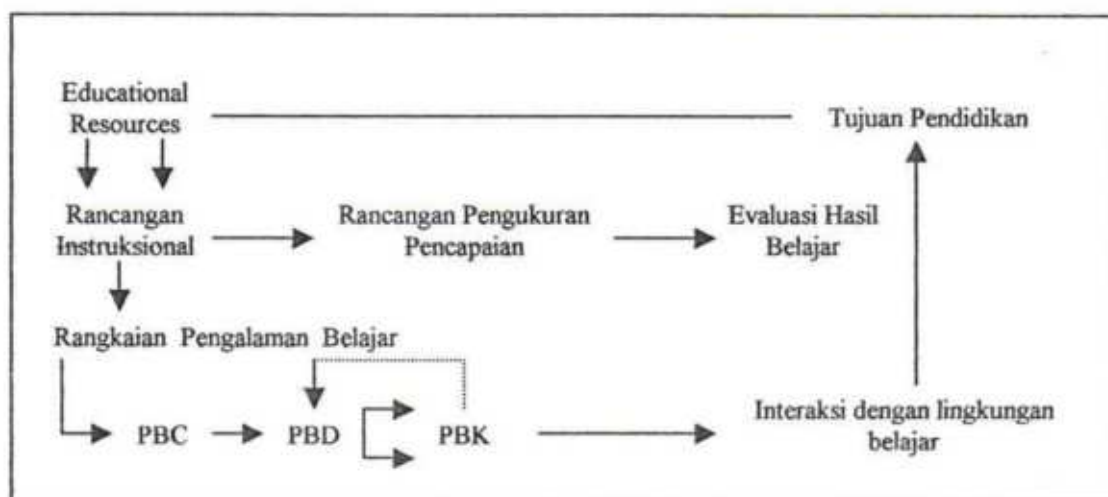 Educational
Resources
Tujuan Pendidikan
Rancangan
Instruksional
Rancangan Pengukuran
Pencapaian
Evaluasi Hasil
Belajar
Rangkaian Pengalaman Belajar
PBC
PBD
PBK
Interaksi dengan lingkungan
belajar